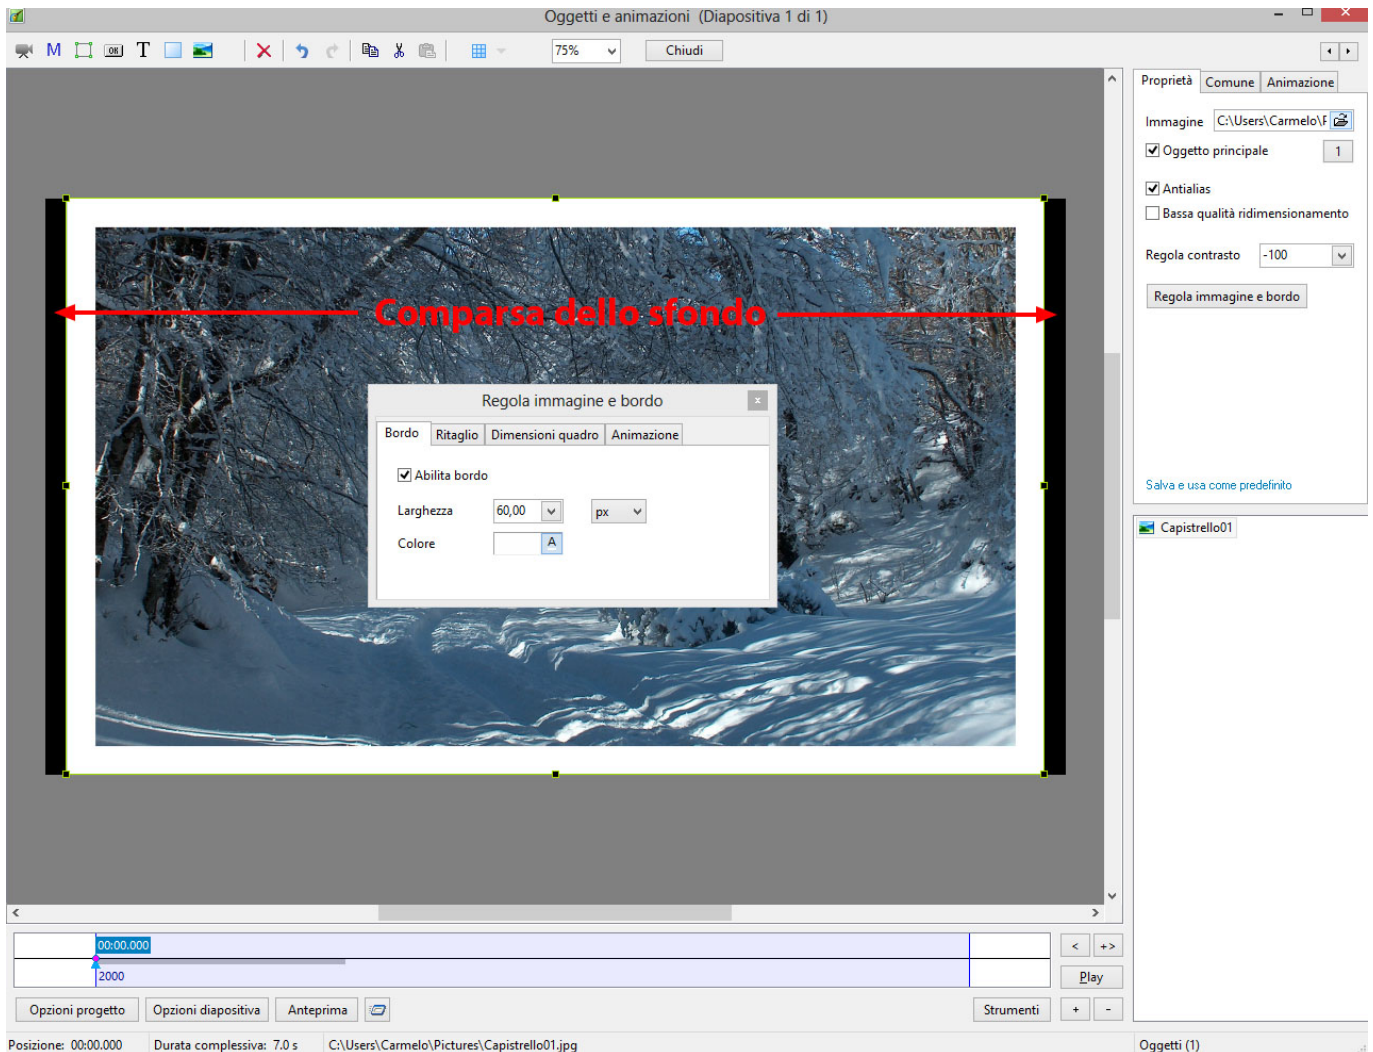 Oggetti e animazioni (Diapositiva 1 di 1)
M OK T 75% Chiudi
Proprietà Comune Animazione
Immagine C:\Users\Carmelo\F
Oggetto principale 1
Antialias
Bassa qualità ridimensionamento
Regola contrasto -100
Regola immagine e bordo
Salva e usa come predefinito
Capistrello01
Comparsa dello sfondo
Regola immagine e bordo x
Bordo Ritaglio Dimensioni quadro Animazione
Abilita bordo
Larghezza 60,00 px
Colore A
00:00.000
2000
< +>
Play
Opzioni progetto Opzioni diapositiva Anteprima Strumenti + -
Posizione: 00:00.000 Durata complessiva: 7.0 s C:\Users\Carmelo\Pictures\Capistrello01.jpg Oggetti (1)